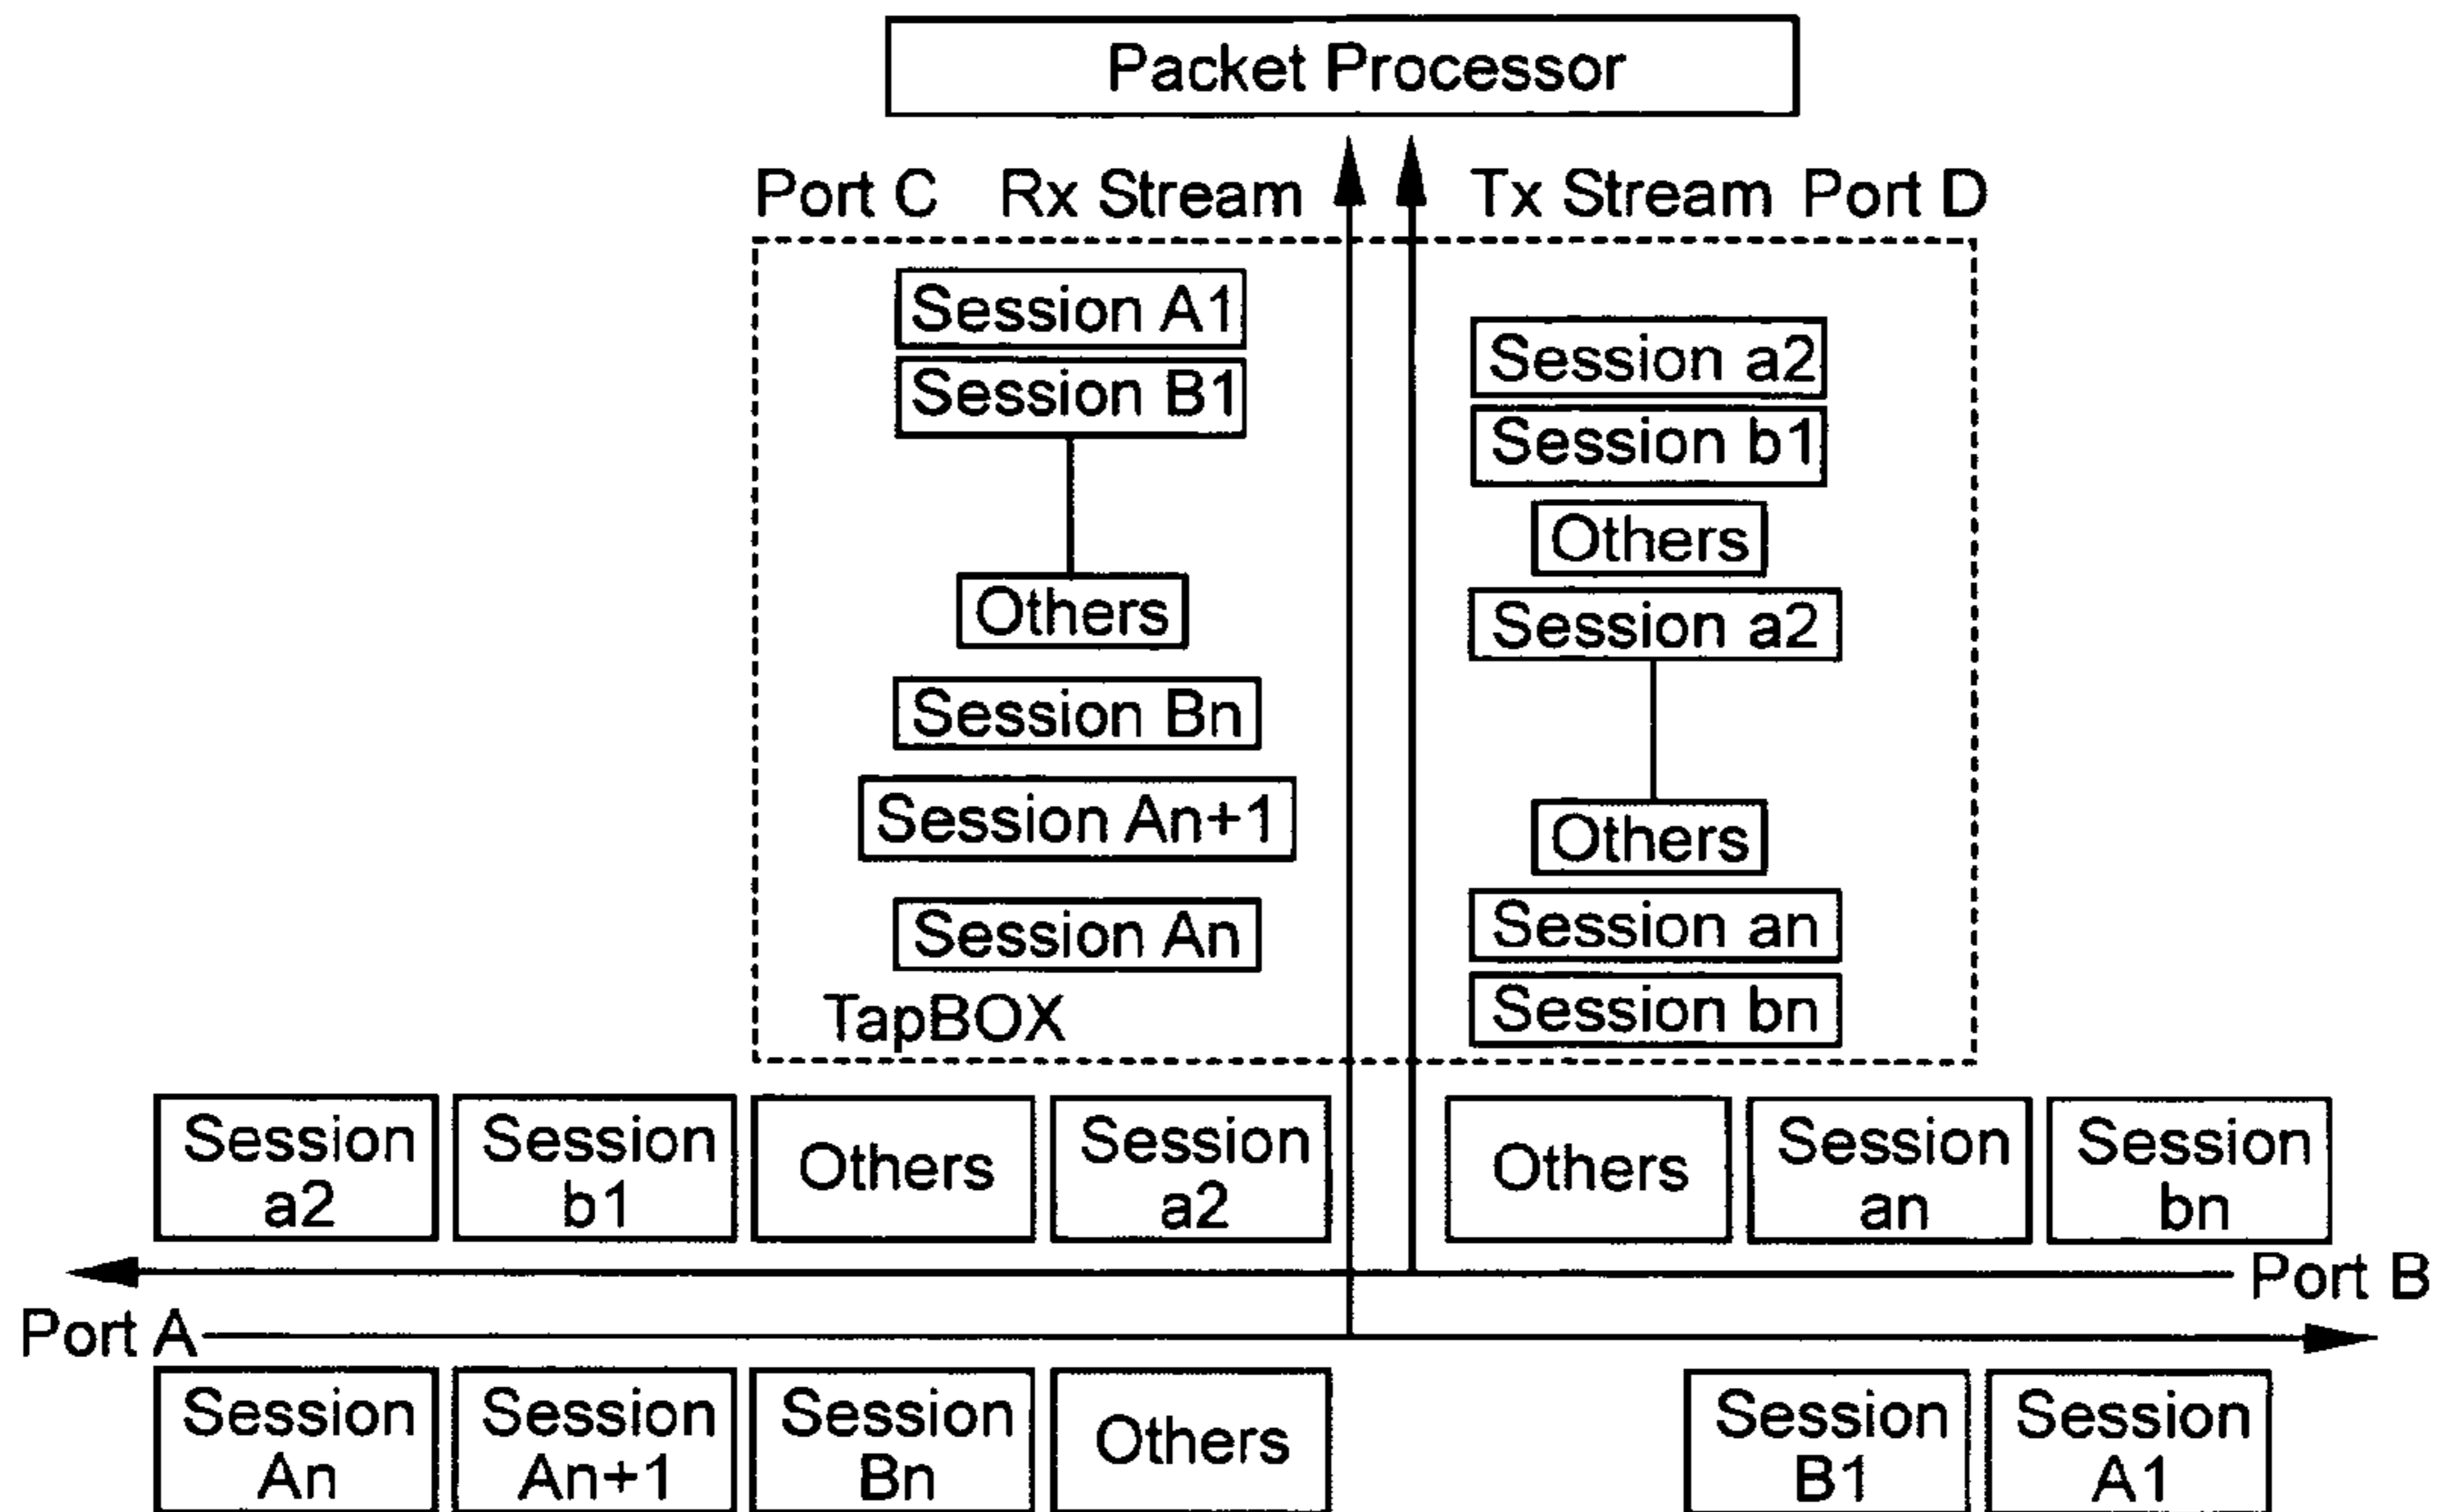 Packet Processor
Port C Rx Stream Tx Stream Port D
Session A1
Session B1
Others
Session Bn
Session An+1
Session An
TapBOX
Session a2
Session b1
Others
Session a2
Others
Session an
Session bn
Session
a2
Session
b1
Others
Session
a2
Others
Session
an
Session
bn
Port B
Port A
Session
An
Session
An+1
Session
Bn
Others
Session
B1
Session
A1